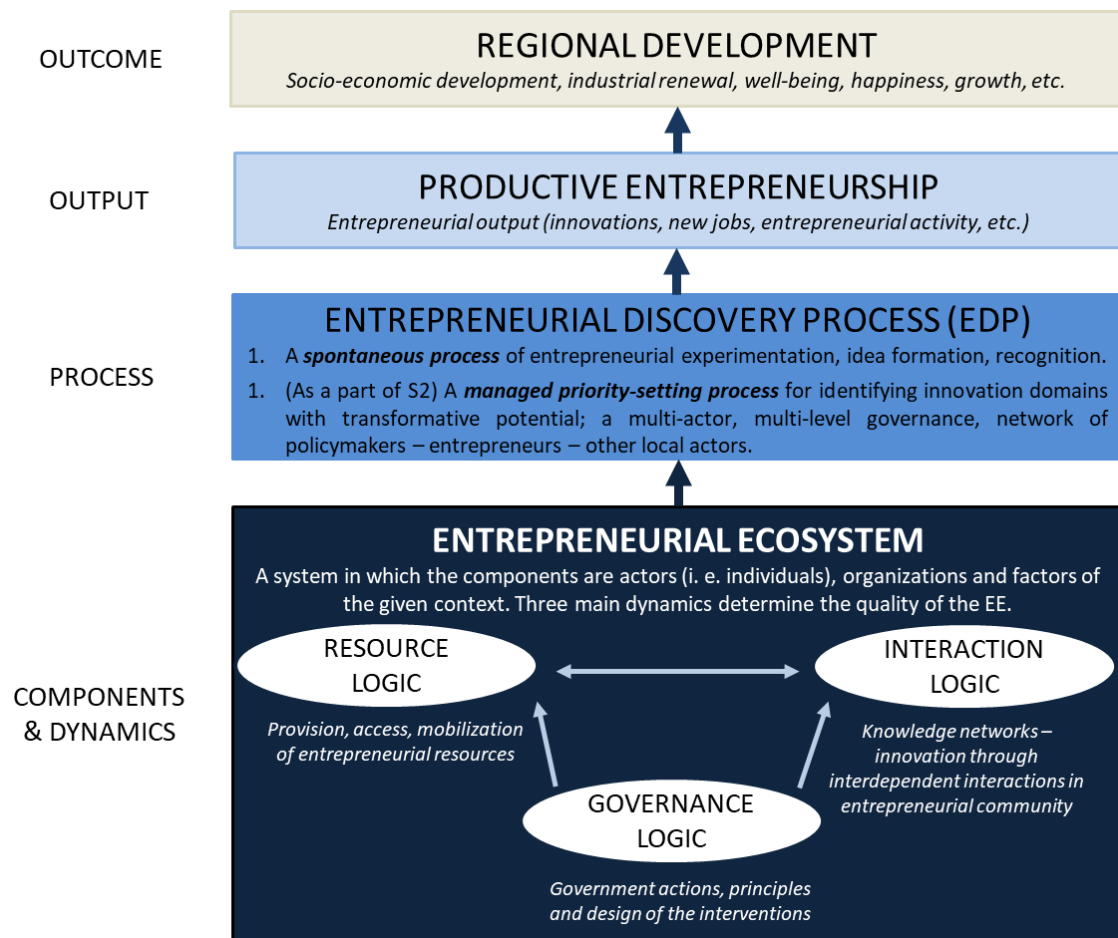 OUTCOME
REGIONAL DEVELOPMENT
Socio-economic development, industrial renewal, well-being, happiness, growth, etc.
OUTPUT
PRODUCTIVE ENTREPRENEURSHIP
Entrepreneurial output (innovations, new jobs, entrepreneurial activity, etc.)
PROCESS
ENTREPRENEURIAL DISCOVERY PROCESS (EDP)
1. A spontaneous process of entrepreneurial experimentation, idea formation, recognition.
1. (As a part of S2) A managed priority-setting process for identifying innovation domains
with transformative potential; a multi-actor, multi-level governance, network of
policymakers – entrepreneurs – other local actors.
COMPONENTS
& DYNAMICS
ENTREPRENEURIAL ECOSYSTEM
A system in which the components are actors (i. e. individuals), organizations and factors of
the given context. Three main dynamics determine the quality of the EE.
RESOURCE
LOGIC
Provision, access, mobilization
of entrepreneurial resources
INTERACTION
LOGIC
Knowledge networks –
innovation through
interdependent interactions in
entrepreneurial community
GOVERNANCE
LOGIC
Government actions, principles
and design of the interventions